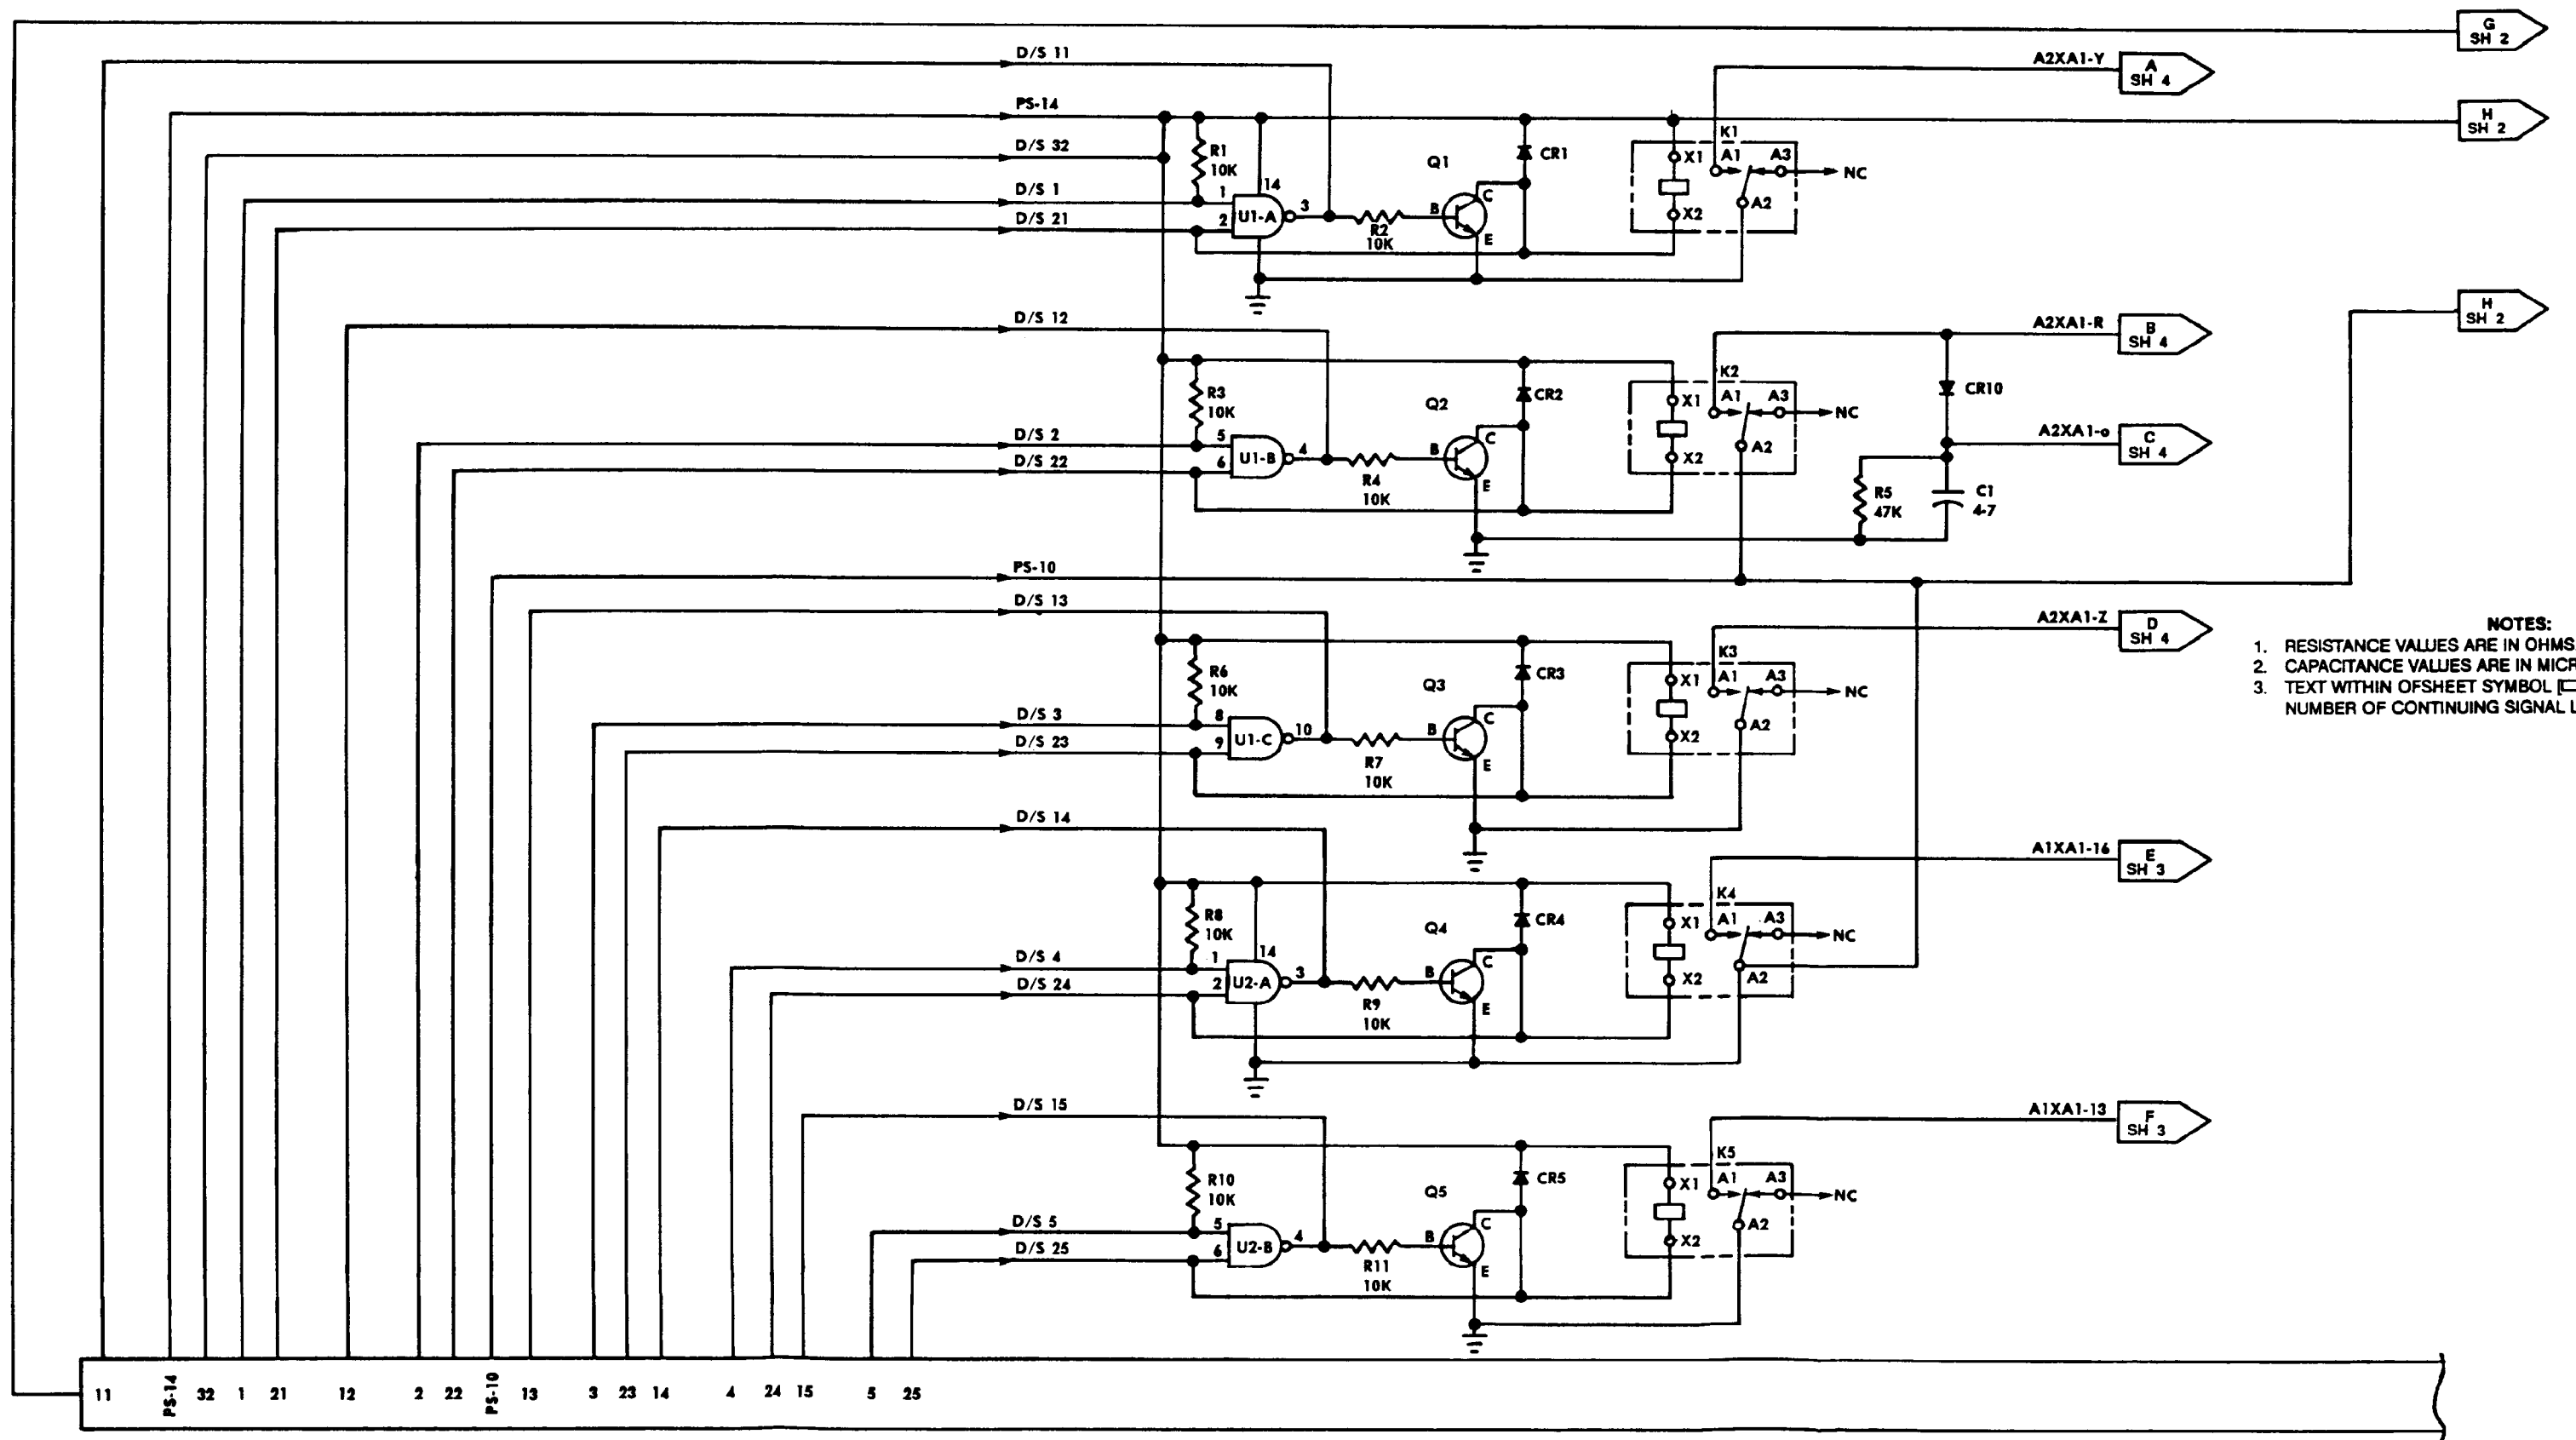 G
SH 2
D/S 11
A2XA1-Y
A
SH 4
PS-14
H
SH 2
D/S 32
R1
10K
Q1
CR1
K1
X1
A1
A3
NC
D/S 1
1
14
U1-A
3
R2
10K
B
C
E
X2
A2
D/S 21
2
D/S 12
A2XA1-R
B
SH 4
H
SH 2
R3
10K
Q2
CR2
K2
X1
A1
A3
NC
CR10
D/S 2
5
U1-B
4
R4
10K
B
C
E
X2
A2
A2XA1-o
C
SH 4
D/S 22
6
R5
47K
C1
4-7
PS-10
D/S 13
A2XA1-Z
D
SH 4
NOTES:
1. RESISTANCE VALUES ARE IN OHMS
2. CAPACITANCE VALUES ARE IN MICR
3. TEXT WITHIN OFSHEET SYMBOL [
NUMBER OF CONTINUING SIGNAL L
R6
10K
Q3
CR3
K3
X1
A1
A3
NC
D/S 3
8
U1-C
10
R7
10K
B
C
E
X2
A2
D/S 23
9
D/S 14
A1XA1-16
E
SH 3
R8
10K
Q4
CR4
K4
X1
A1
A3
NC
D/S 4
1
14
U2-A
3
R9
10K
B
C
E
X2
A2
D/S 24
2
D/S 15
A1XA1-13
F
SH 3
R10
10K
Q5
CR5
K5
X1
A1
A3
NC
D/S 5
5
U2-B
4
R11
10K
B
C
E
X2
A2
D/S 25
6
11 PS-14 32 1 21 12 2 22 PS-10 13 3 23 14 4 24 15 5 25